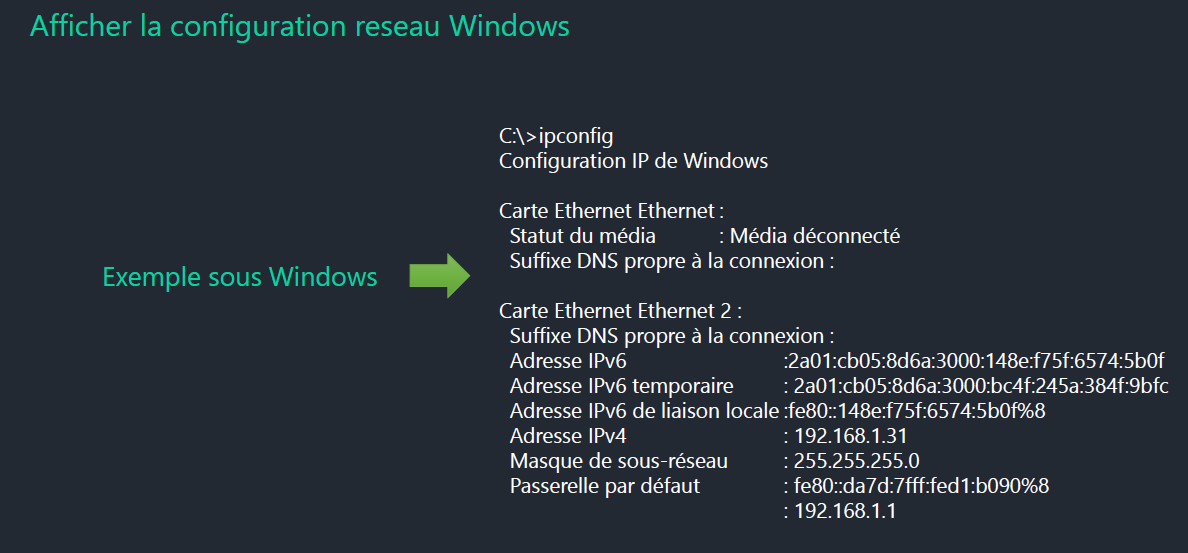 Afficher la configuration reseau Windows
C:\>ipconfig
Configuration IP de Windows
Carte Ethernet Ethernet :
Statut du média : Média déconnecté
Suffixe DNS propre à la connexion :
Exemple sous Windows
Carte Ethernet Ethernet 2 :
Suffixe DNS propre à la connexion :
Adresse IPv6 :2a01:cb05:8d6a:3000:148e:f75f:6574:5b0f
Adresse IPv6 temporaire : 2a01:cb05:8d6a:3000:bc4f:245a:384f:9bfc
Adresse IPv6 de liaison locale :fe80::148e:f75f:6574:5b0f%8
Adresse IPv4 : 192.168.1.31
Masque de sous-réseau : 255.255.255.0
Passerelle par défaut : fe80::da7d:7fff:fed1:b090%8
: 192.168.1.1